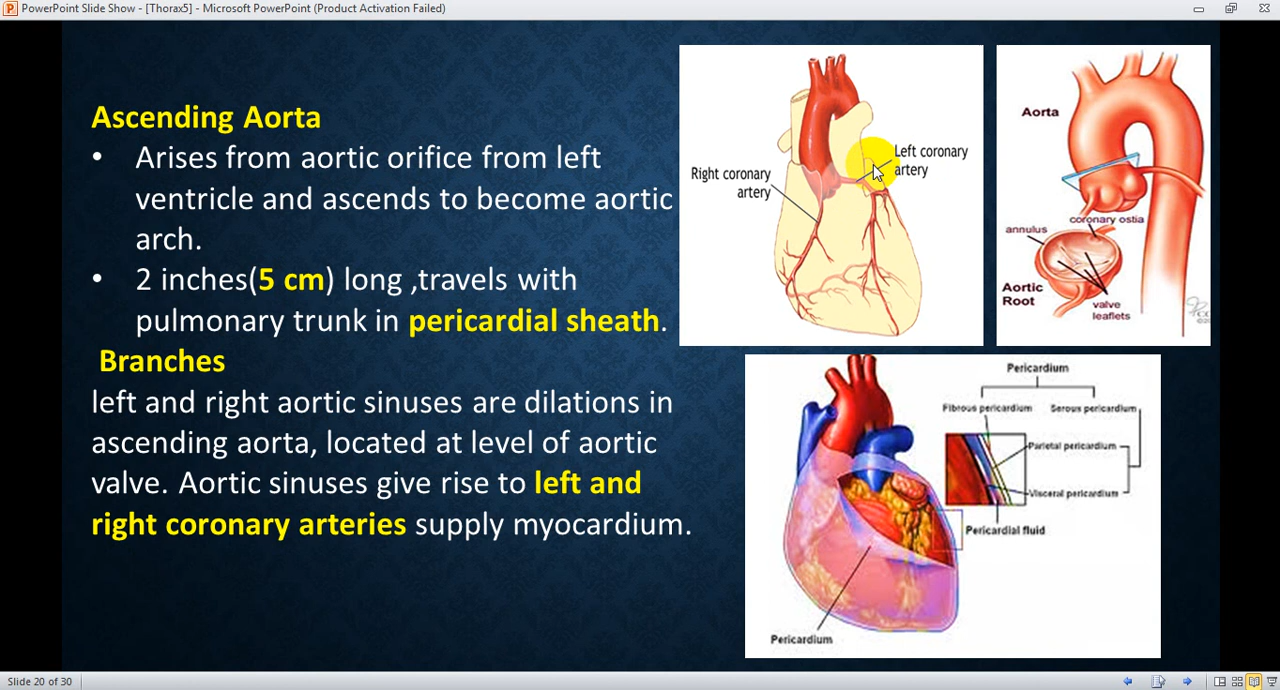 PowerPoint Slide Show - [Thorax5] - Microsoft PowerPoint (Product Activation Failed)
Ascending Aorta
• Arises from aortic orifice from left
ventricle and ascends to become aortic
arch.
• 2 inches(5 cm) long ,travels with
pulmonary trunk in pericardial sheath.
Branches
left and right aortic sinuses are dilations in
ascending aorta, located at level of aortic
valve. Aortic sinuses give rise to left and
right coronary arteries supply myocardium.
Right coronary
artery
Left coronary
artery
Aorta
coronary ostia
annulus
Aortic
Root
valve
leaflets
Pericardium
Fibrous pericardium
Serous pericardium
Parietal pericardium
Visceral pericardium
Pericardial fluid
Pericardium
Slide 20 of 30